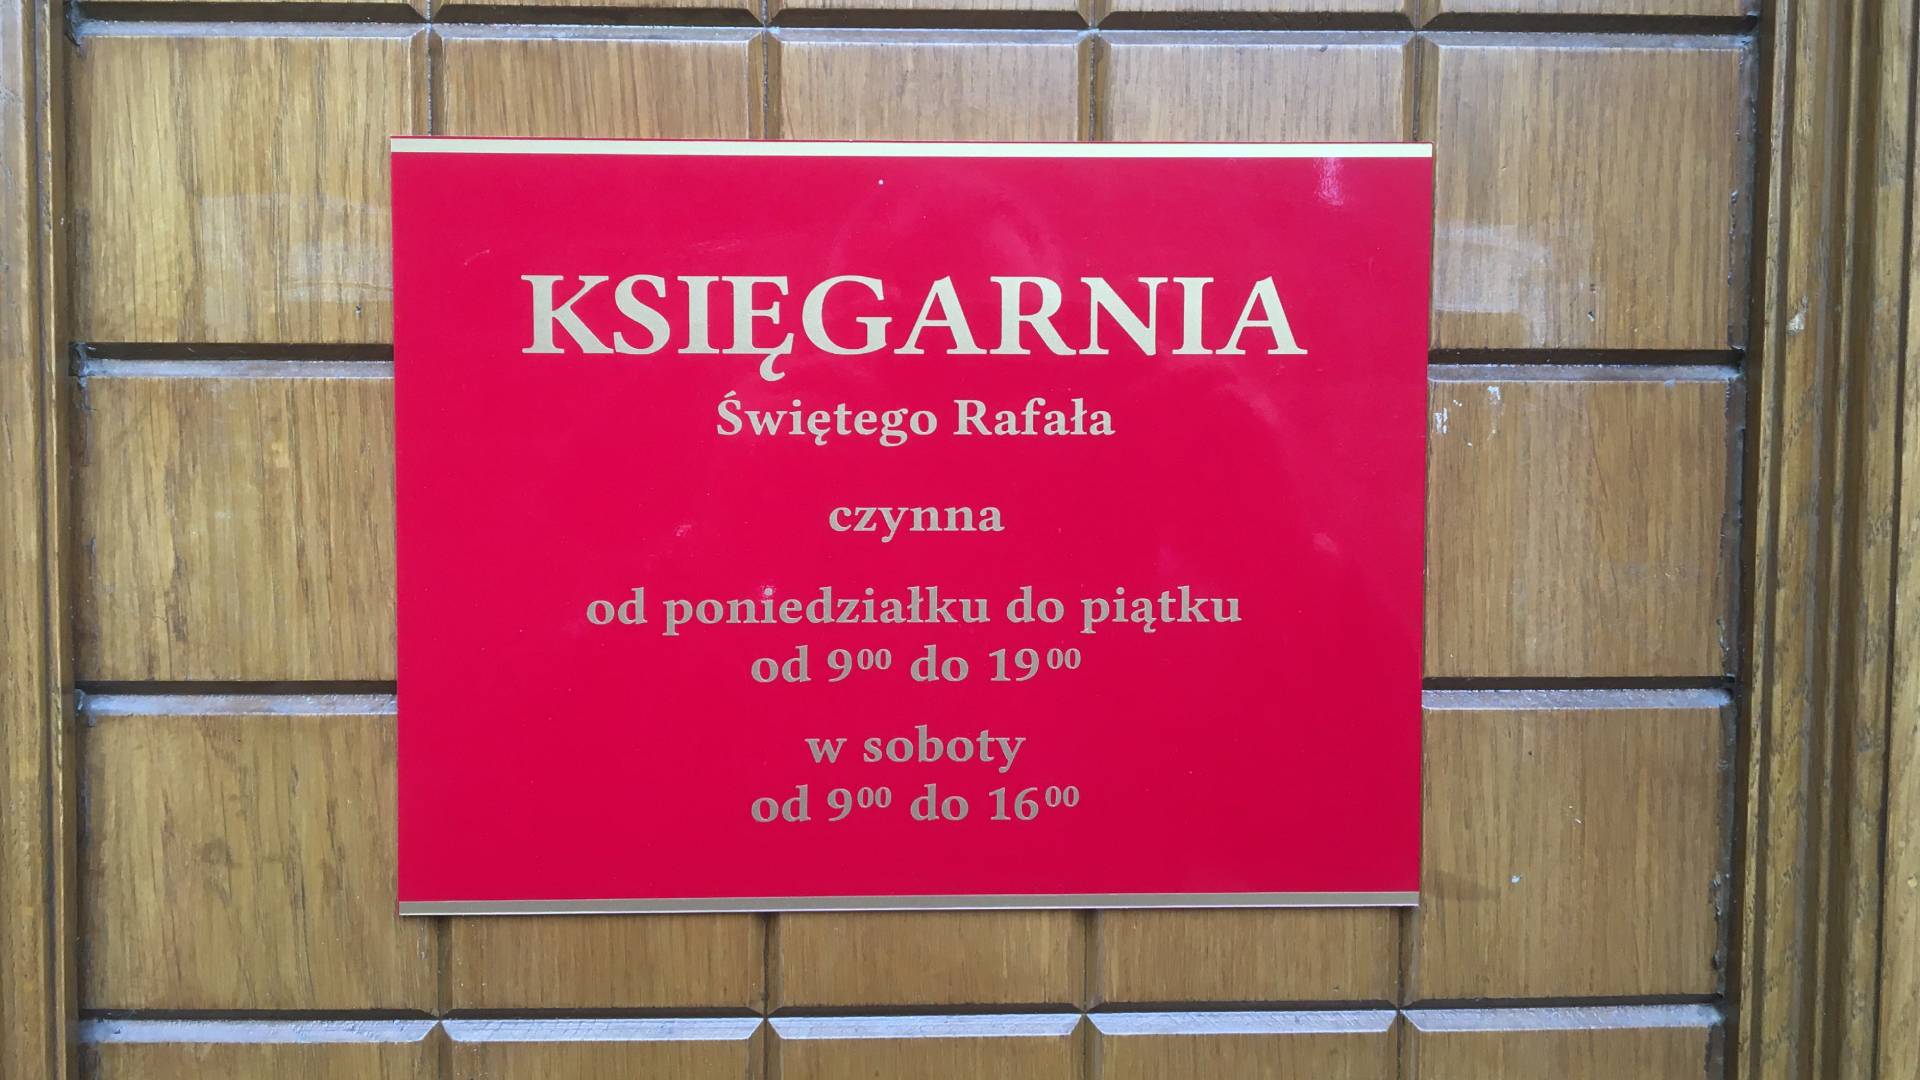 KSIĘGARNIA
Świętego Rafała
czynna
od poniedziałku do piątku
od 9⁰⁰ do 19⁰⁰
w soboty
od 9⁰⁰ do 16⁰⁰